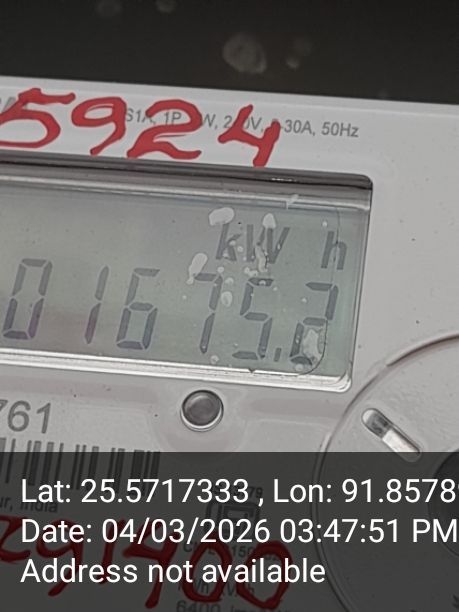 5924
30A, 50Hz
kWh
01675.2
761
Lat: 25.5717333 , Lon: 91.8578
Date: 04/03/2026 03:47:51 PM
Address not available